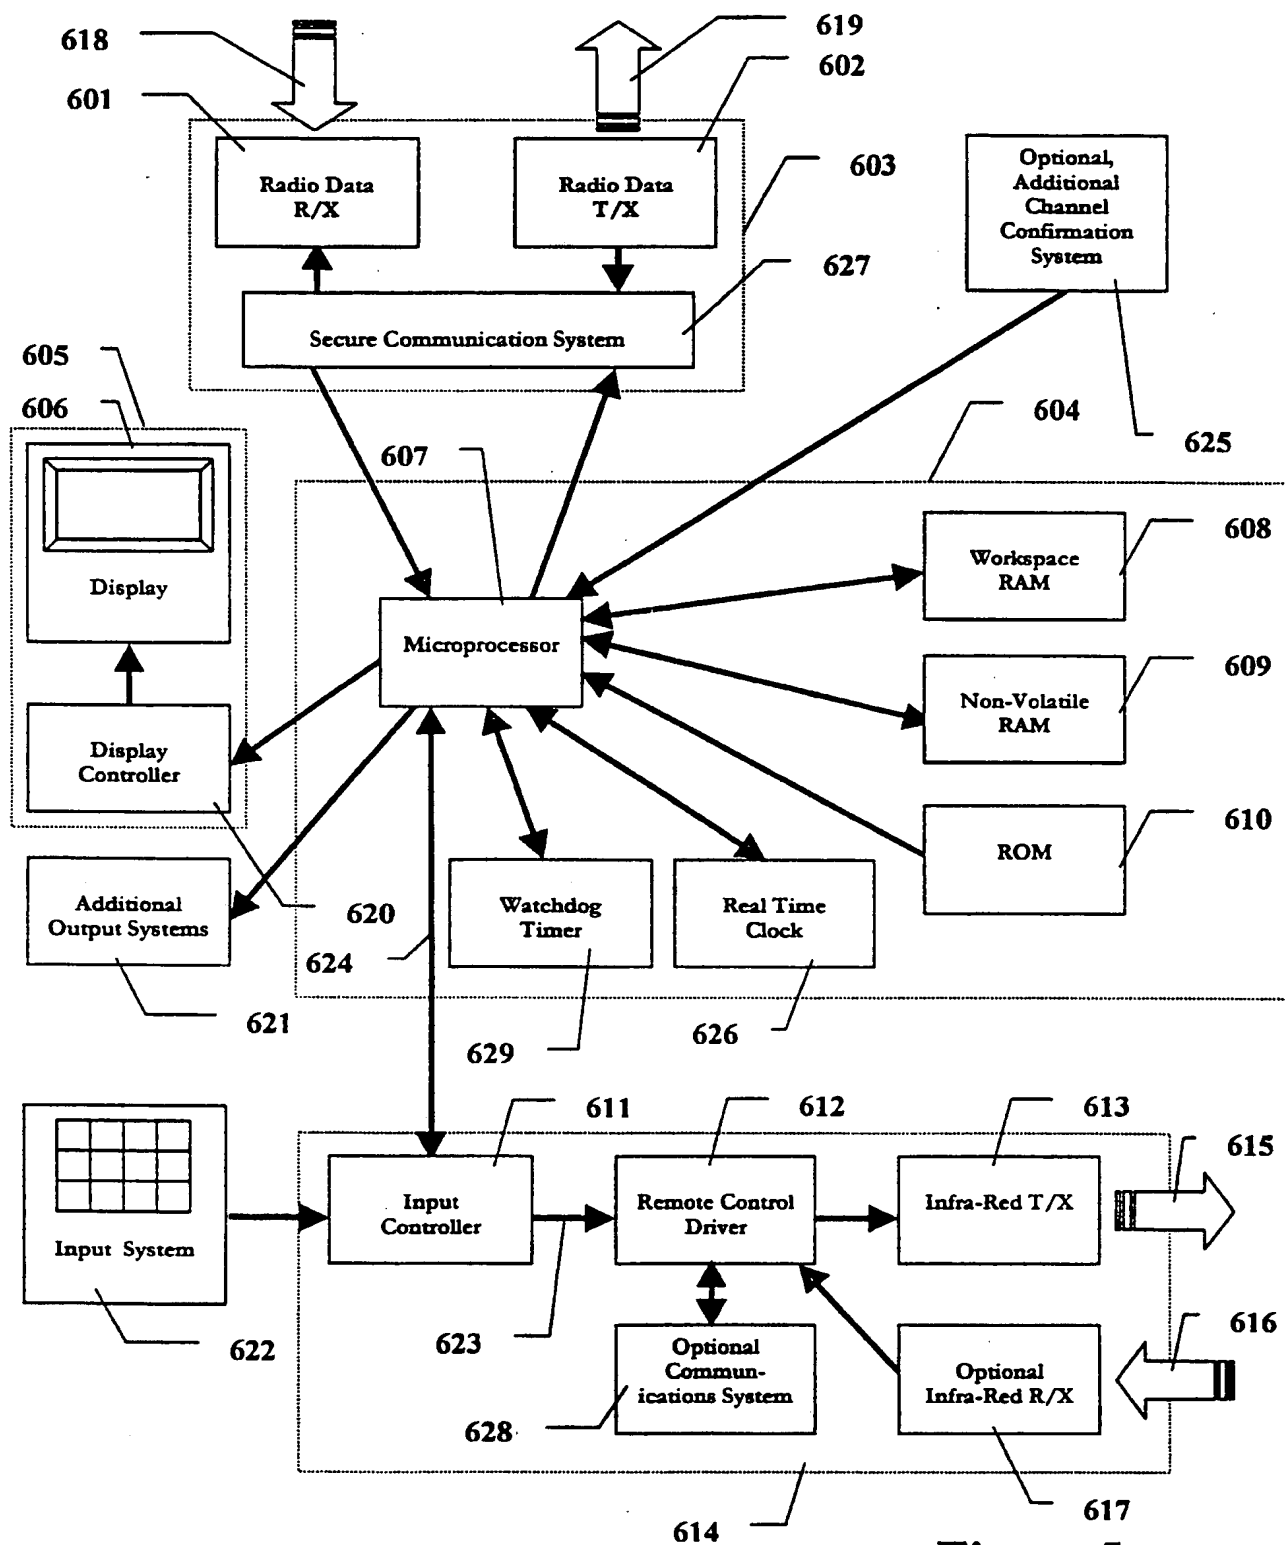 618
619
601
602
Radio Data
R/X
Radio Data
T/X
603
Optional,
Additional
Channel
Confirmation
System
627
Secure Communication System
605
606
604
625
607
608
Display
Workspace
RAM
Microprocessor
609
Non-Volatile
RAM
Display
Controller
610
ROM
Additional
Output Systems
620
Watchdog
Timer
Real Time
Clock
624
621
629
626
611
612
613
615
Input
Controller
Remote Control
Driver
Infra-Red T/X
Input System
622
623
616
Optional
Commun-
ications System
Optional
Infra-Red R/X
628
617
614